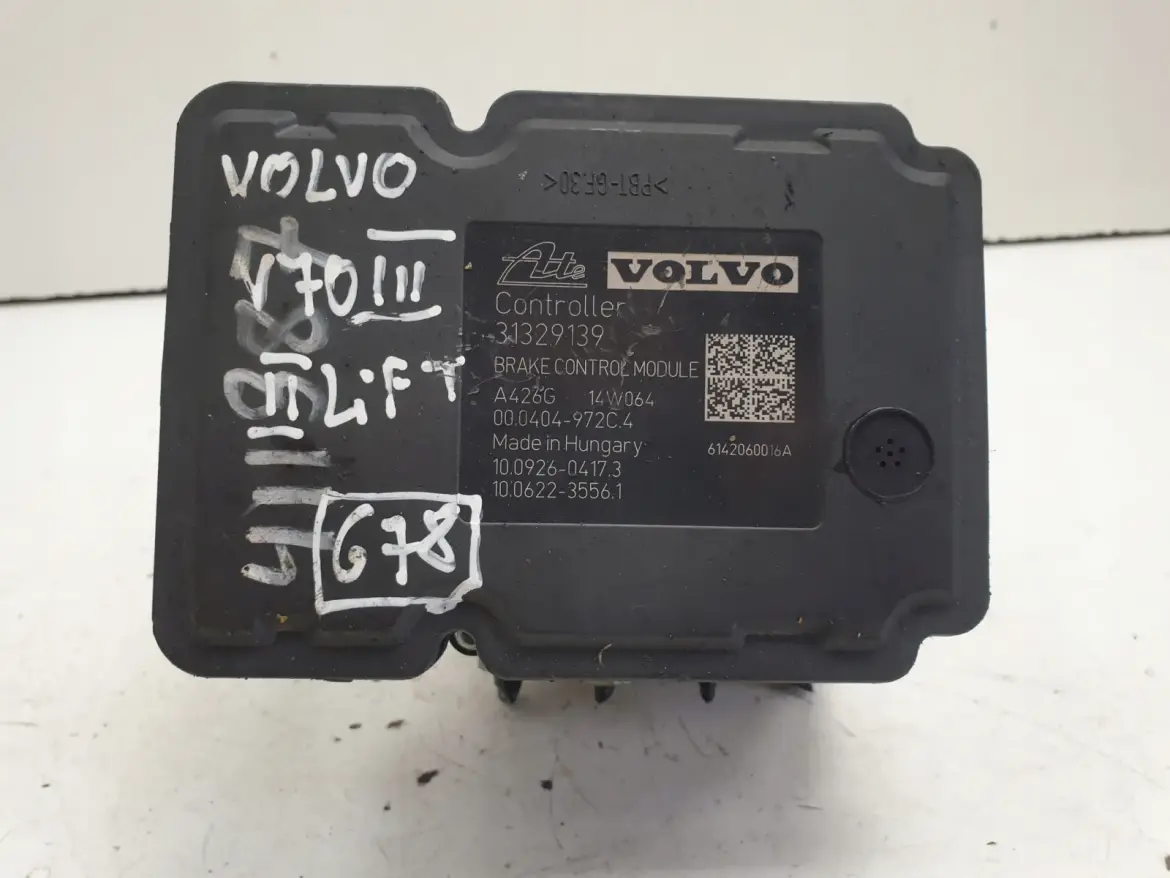 >PBT-GF30<
VOLVO
V70 III
II LiFT
678
Ate VOLVO
Controller
31329139
BRAKE CONTROL MODULE
A426G 14W064
00.0404-972C.4
Made in Hungary
10.0926-0417.3
10.0622-3556.1
6142060016A